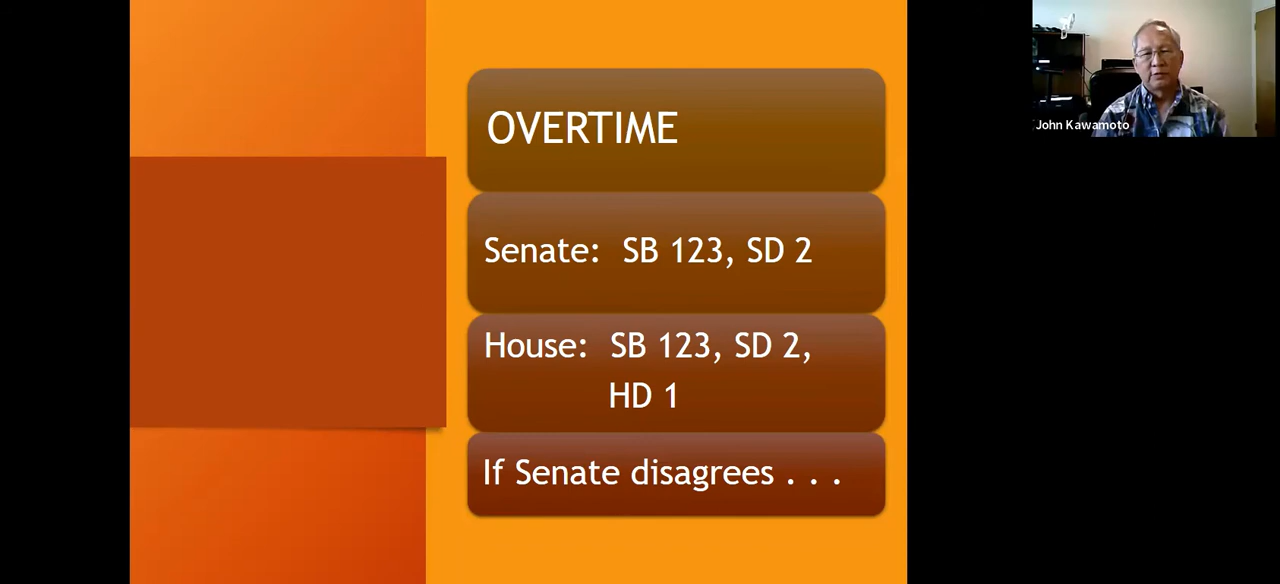 OVERTIME
Senate:  SB 123, SD 2
House:  SB 123, SD 2,
HD 1
If Senate disagrees . . .
John Kawamoto